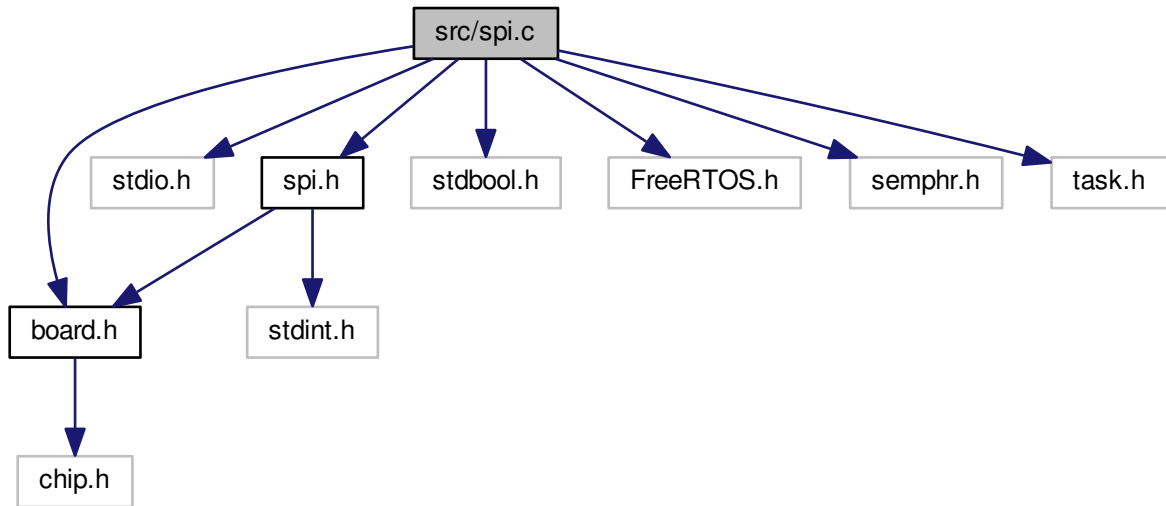 src/spi.c
stdio.h
spi.h
stdbool.h
FreeRTOS.h
semphr.h
task.h
board.h
stdint.h
chip.h